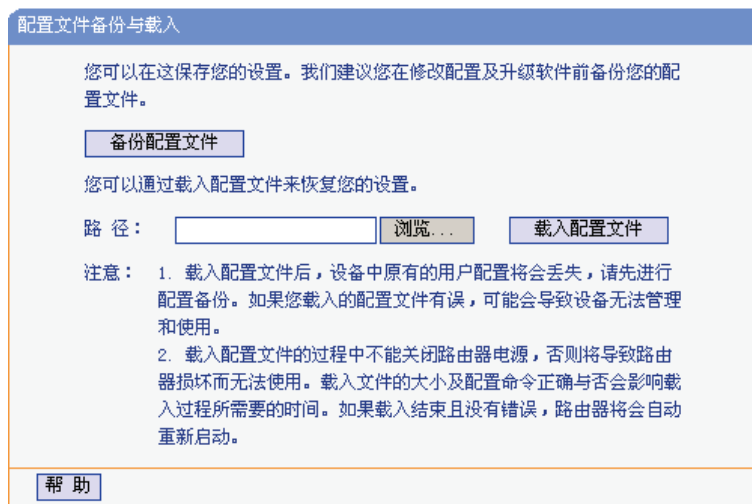 配置文件备份与载入
您可以在这保存您的设置。我们建议您在修改配置及升级软件前备份您的配
置文件。
备份配置文件
您可以通过载入配置文件来恢复您的设置。
路 径： 浏览... 载入配置文件
注意： 1. 载入配置文件后，设备中原有的用户配置将会丢失，请先进行
配置备份。如果您载入的配置文件有误，可能会导致设备无法管理
和使用。
2. 载入配置文件的过程中不能关闭路由器电源，否则将导致路由
器损坏而无法使用。载入文件的大小及配置命令正确与否会影响载
入过程所需要的时间。如果载入结束且没有错误，路由器将会自动
重新启动。
帮 助